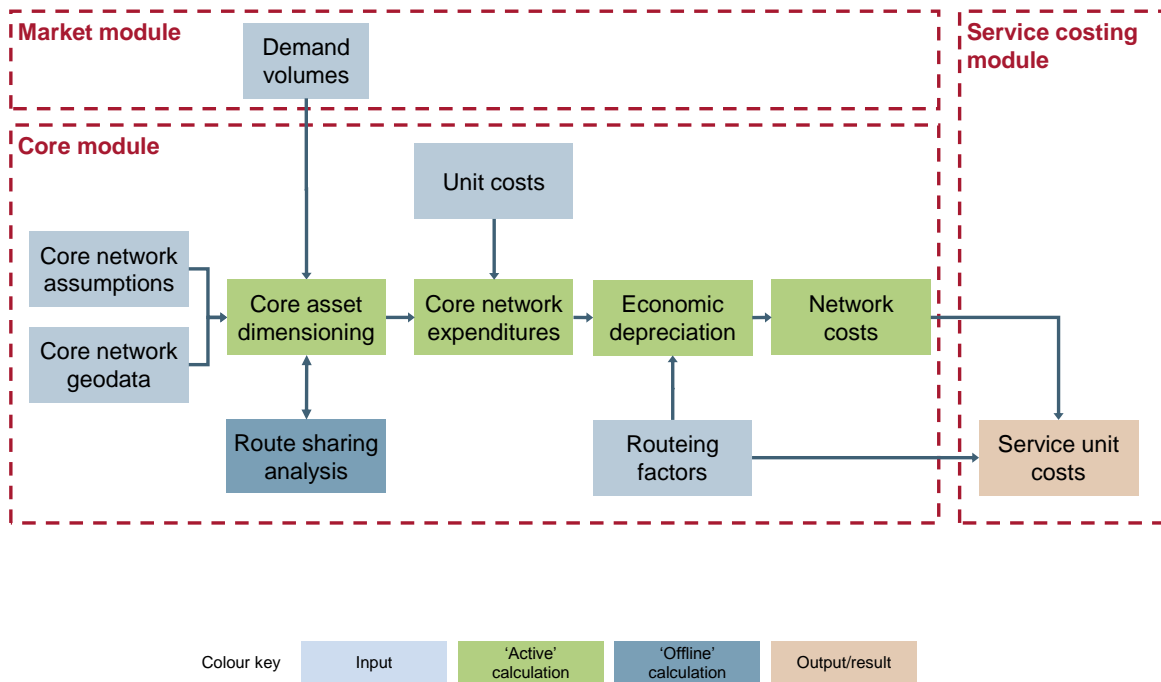 Market module
Demand
volumes
Service costing
module
Core module
Unit costs
Core network
assumptions
Core asset
dimensioning
Core network
expenditures
Economic
depreciation
Network
costs
Core network
geodata
Route sharing
analysis
Routeing
factors
Service unit
costs
Colour key
Input
‘Active’
calculation
‘Offline’
calculation
Output/result